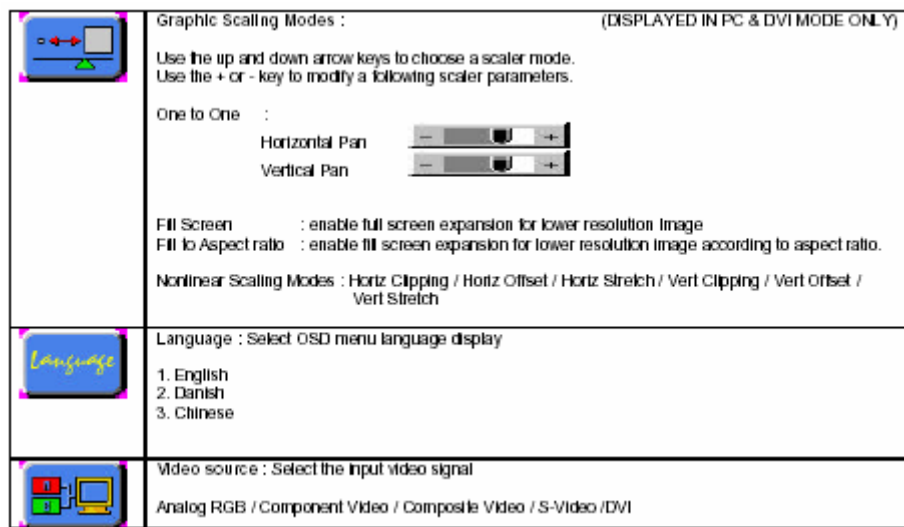 Graphic Scaling Modes : (DISPLAYED IN PC & DVI MODE ONLY)
Use the up and down arrow keys to choose a scaler mode.
Use the + or - key to modify a following scaler parameters.
One to One :
Horizontal Pan − +
Vertical Pan − +
Fill Screen : enable full screen expansion for lower resolution image
Fill to Aspect ratio : enable fill screen expansion for lower resolution image according to aspect ratio.
Nonlinear Scaling Modes : Horiz Clipping / Horiz Offset / Horiz Stretch / Vert Clipping / Vert Offset /
Vert Stretch
Language
Language : Select OSD menu language display
1. English
2. Danish
3. Chinese
Video source : Select the input video signal
Analog RGB / Component Video / Composite Video / S-Video /DVI